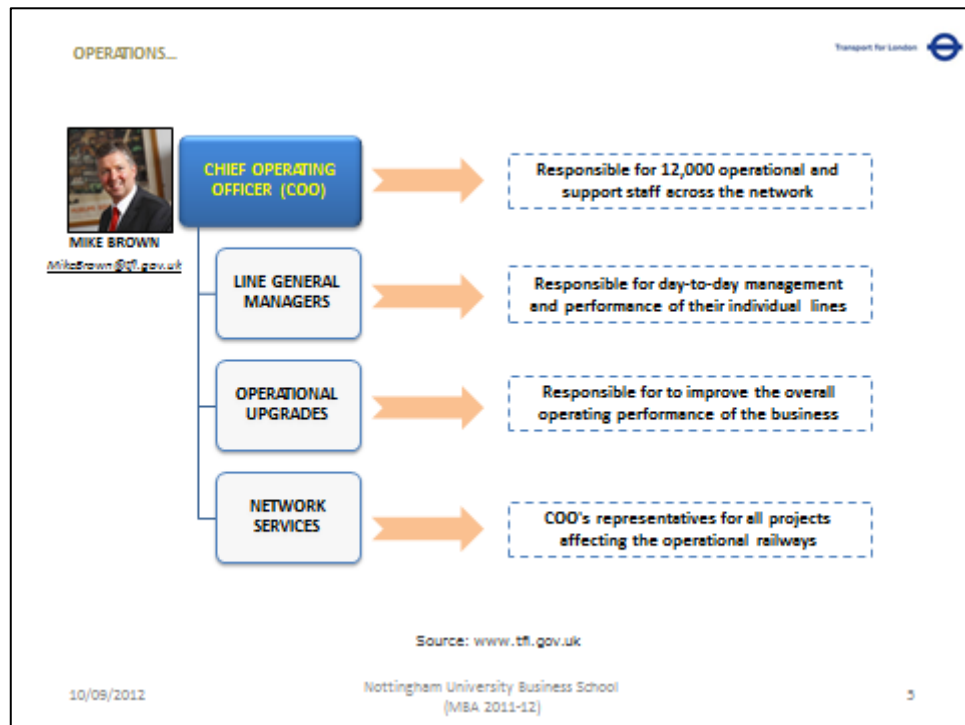 OPERATIONS...
Transport for London
CHIEF OPERATING
OFFICER (COO)
Responsible for 12,000 operational and
support staff across the network
MIKE BROWN
MikeBrown@tfl.gov.uk
LINE GENERAL
MANAGERS
Responsible for day-to-day management
and performance of their individual lines
OPERATIONAL
UPGRADES
Responsible for to improve the overall
operating performance of the business
NETWORK
SERVICES
COO's representatives for all projects
affecting the operational railways
Source: www.tfl.gov.uk
10/09/2012
Nottingham University Business School
(MBA 2011-12)
5